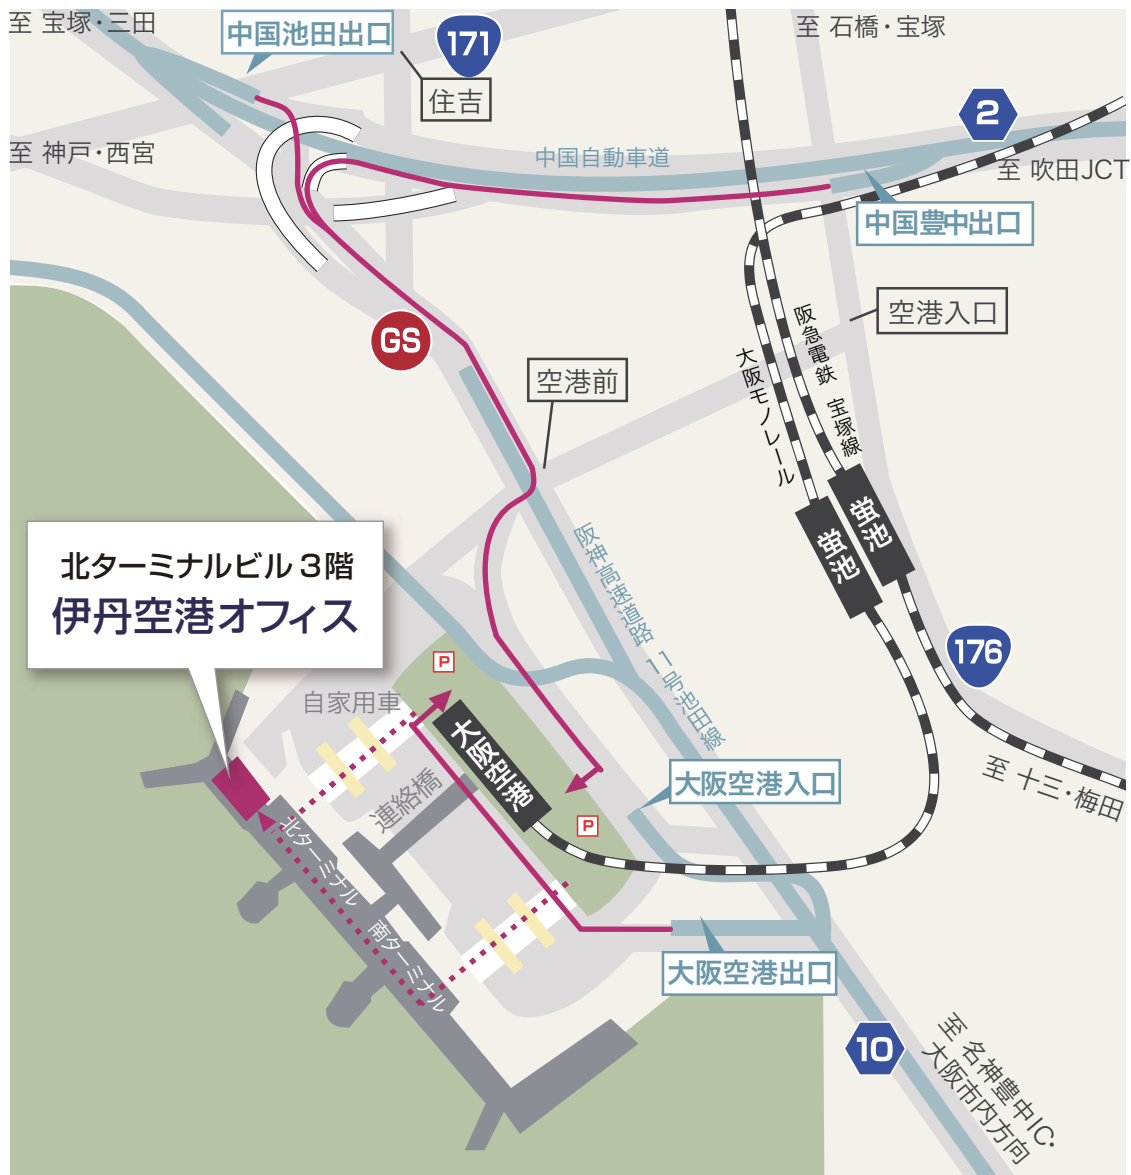 至 宝塚・三田
中国池田出口
171
至 石橋・宝塚
住吉
2
至 神戸・西宮
中国自動車道
至 吹田JCT
中国豊中出口
空港入口
阪急電鉄 宝塚線
大阪モノレール
GS
空港前
蛍池
蛍池
阪神高速道路 11号池田線
北ターミナルビル 3階
伊丹空港オフィス
176
P
自家用車
大阪空港
大阪空港入口
至 十三・梅田
連絡橋
P
北ターミナル
南ターミナル
大阪空港出口
10
至 名神豊中IC・
大阪市内方向